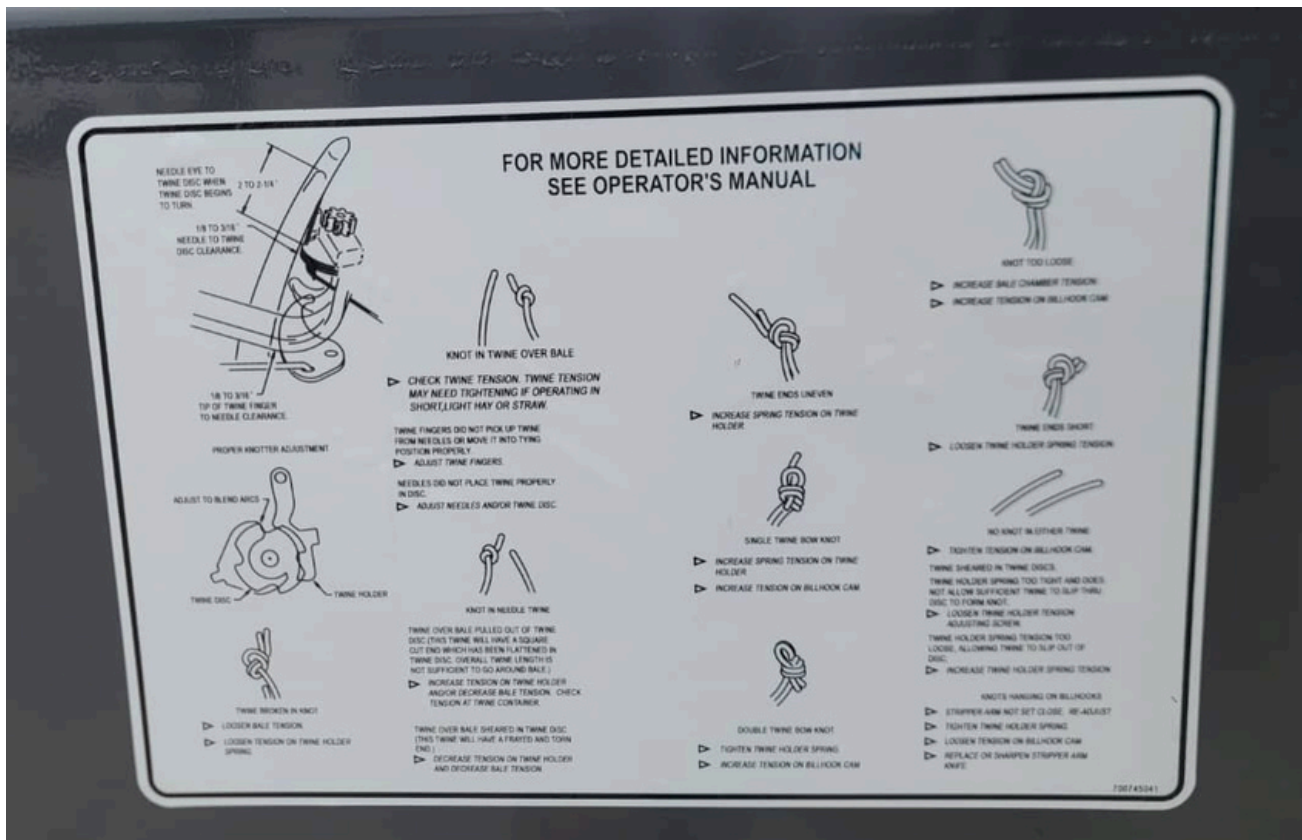 FOR MORE DETAILED INFORMATION
SEE OPERATOR'S MANUAL
NEEDLE EYE TO
TWINE DISC WHEN
TWINE DISC BEGINS
TO TURN.
2 TO 2-1/4"
1/8 TO 3/16"
NEEDLE TO TWINE
DISC CLEARANCE.
1/8 TO 3/16"
TIP OF TWINE FINGER
TO NEEDLE CLEARANCE.
PROPER KNOTTER ADJUSTMENT
ADJUST TO BLEND ARCS
TWINE DISC
TWINE HOLDER
TWINE BROKEN IN KNOT
▷ LOOSEN BALE TENSION.
▷ LOOSEN TENSION ON TWINE HOLDER
SPRING.
KNOT IN TWINE OVER BALE
▷ CHECK TWINE TENSION. TWINE TENSION
MAY NEED TIGHTENING IF OPERATING IN
SHORT,LIGHT HAY OR STRAW.
TWINE FINGERS DID NOT PICK UP TWINE
FROM NEEDLES OR MOVE IT INTO TYING
POSITION PROPERLY.
▷ ADJUST TWINE FINGERS.
NEEDLES DID NOT PLACE TWINE PROPERLY
IN DISC.
▷ ADJUST NEEDLES AND/OR TWINE DISC.
KNOT IN NEEDLE TWINE
TWINE OVER BALE PULLED OUT OF TWINE
DISC (THIS TWINE WILL HAVE A SQUARE
CUT END WHICH HAS BEEN FLATTENED IN
TWINE DISC. OVERALL TWINE LENGTH IS
NOT SUFFICIENT TO GO AROUND BALE.)
▷ INCREASE TENSION ON TWINE HOLDER
AND/OR DECREASE BALE TENSION. CHECK
TENSION AT TWINE CONTAINER.
TWINE OVER BALE SHEARED IN TWINE DISC
(THIS TWINE WILL HAVE A FRAYED AND TORN
END.)
▷ DECREASE TENSION ON TWINE HOLDER
AND DECREASE BALE TENSION.
TWINE ENDS UNEVEN
▷ INCREASE SPRING TENSION ON TWINE
HOLDER.
SINGLE TWINE BOW KNOT
▷ INCREASE SPRING TENSION ON TWINE
HOLDER
▷ INCREASE TENSION ON BILLHOOK CAM.
DOUBLE TWINE BOW KNOT
▷ TIGHTEN TWINE HOLDER SPRING.
▷ INCREASE TENSION ON BILLHOOK CAM.
KNOT TOO LOOSE
▷ INCREASE BALE CHAMBER TENSION.
▷ INCREASE TENSION ON BILLHOOK CAM.
TWINE ENDS SHORT
▷ LOOSEN TWINE HOLDER SPRING TENSION.
NO KNOT IN EITHER TWINE
▷ TIGHTEN TENSION ON BILLHOOK CAM.
TWINE SHEARED IN TWINE DISCS.
TWINE HOLDER SPRING TOO TIGHT AND DOES
NOT ALLOW SUFFICIENT TWINE TO SLIP THRU
DISC TO FORM KNOT.
▷ LOOSEN TWINE HOLDER TENSION
ADJUSTING SCREW.
TWINE HOLDER SPRING TENSION TOO
LOOSE, ALLOWING TWINE TO SLIP OUT OF
DISC.
▷ INCREASE TWINE HOLDER SPRING TENSION.
KNOTS HANGING ON BILLHOOKS
▷ STRIPPER ARM NOT SET CLOSE. RE-ADJUST
▷ TIGHTEN TWINE HOLDER SPRING.
▷ LOOSEN TENSION ON BILLHOOK CAM.
▷ REPLACE OR SHARPEN STRIPPER ARM
KNIFE.
700745041